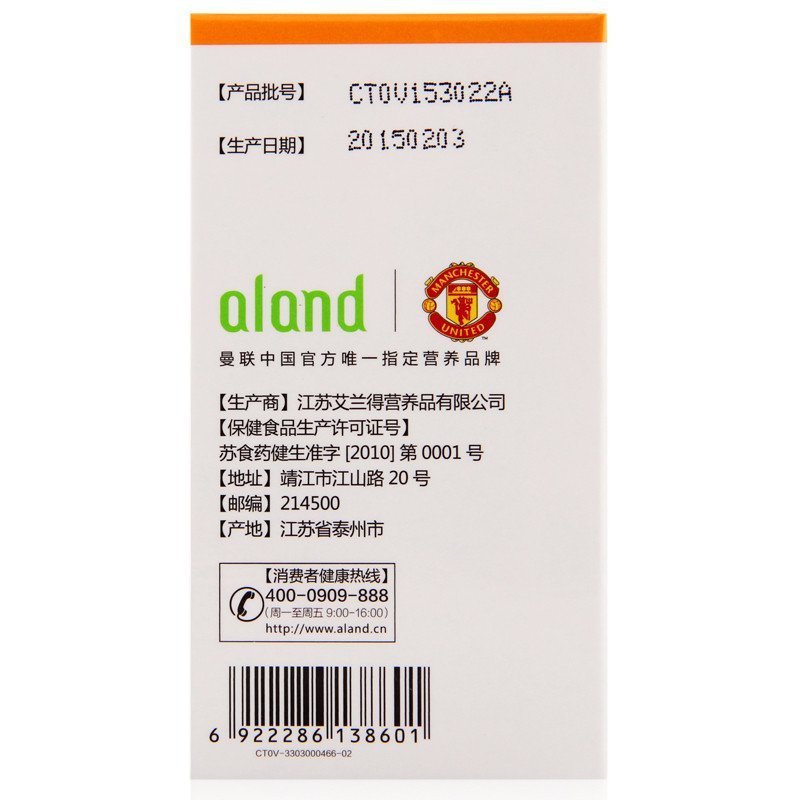 【产品批号】 CT0V153022A
【生产日期】 20150203
aland
MANCHESTER
UNITED
TM
曼联中国官方唯一指定营养品牌
【生产商】江苏艾兰得营养品有限公司
【保健食品生产许可证号】
苏食药健生准字 [2010] 第 0001 号
【地址】靖江市江山路 20 号
【邮编】214500
【产地】江苏省泰州市
【消费者健康热线】
400-0909-888
(周一至周五 9:00-16:00)
http://www.aland.cn
6 922286 138601
CT0V-3303000466-02